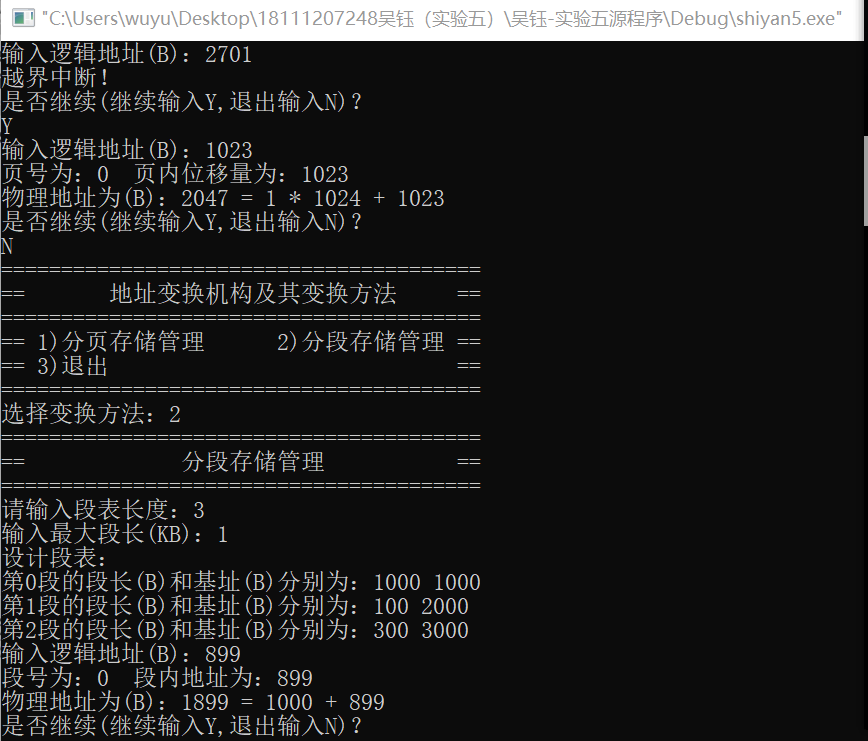 "C:\Users\wuyu\Desktop\18111207248吴钰（实验五）\吴钰-实验五源程序\Debug\shiyan5.exe"
输入逻辑地址(B)：2701
越界中断！
是否继续(继续输入Y,退出输入N)？
Y
输入逻辑地址(B)：1023
页号为：0  页内位移量为：1023
物理地址为(B)：2047 = 1 * 1024 + 1023
是否继续(继续输入Y,退出输入N)？
N
========================================
==       地址变换机构及其变换方法     ==
========================================
== 1)分页存储管理      2)分段存储管理 ==
== 3)退出                             ==
========================================
选择变换方法：2
========================================
==             分段存储管理           ==
========================================
请输入段表长度：3
输入最大段长(KB)：1
设计段表：
第0段的段长(B)和基址(B)分别为：1000 1000
第1段的段长(B)和基址(B)分别为：100 2000
第2段的段长(B)和基址(B)分别为：300 3000
输入逻辑地址(B)：899
段号为：0  段内地址为：899
物理地址为(B)：1899 = 1000 + 899
是否继续(继续输入Y,退出输入N)？